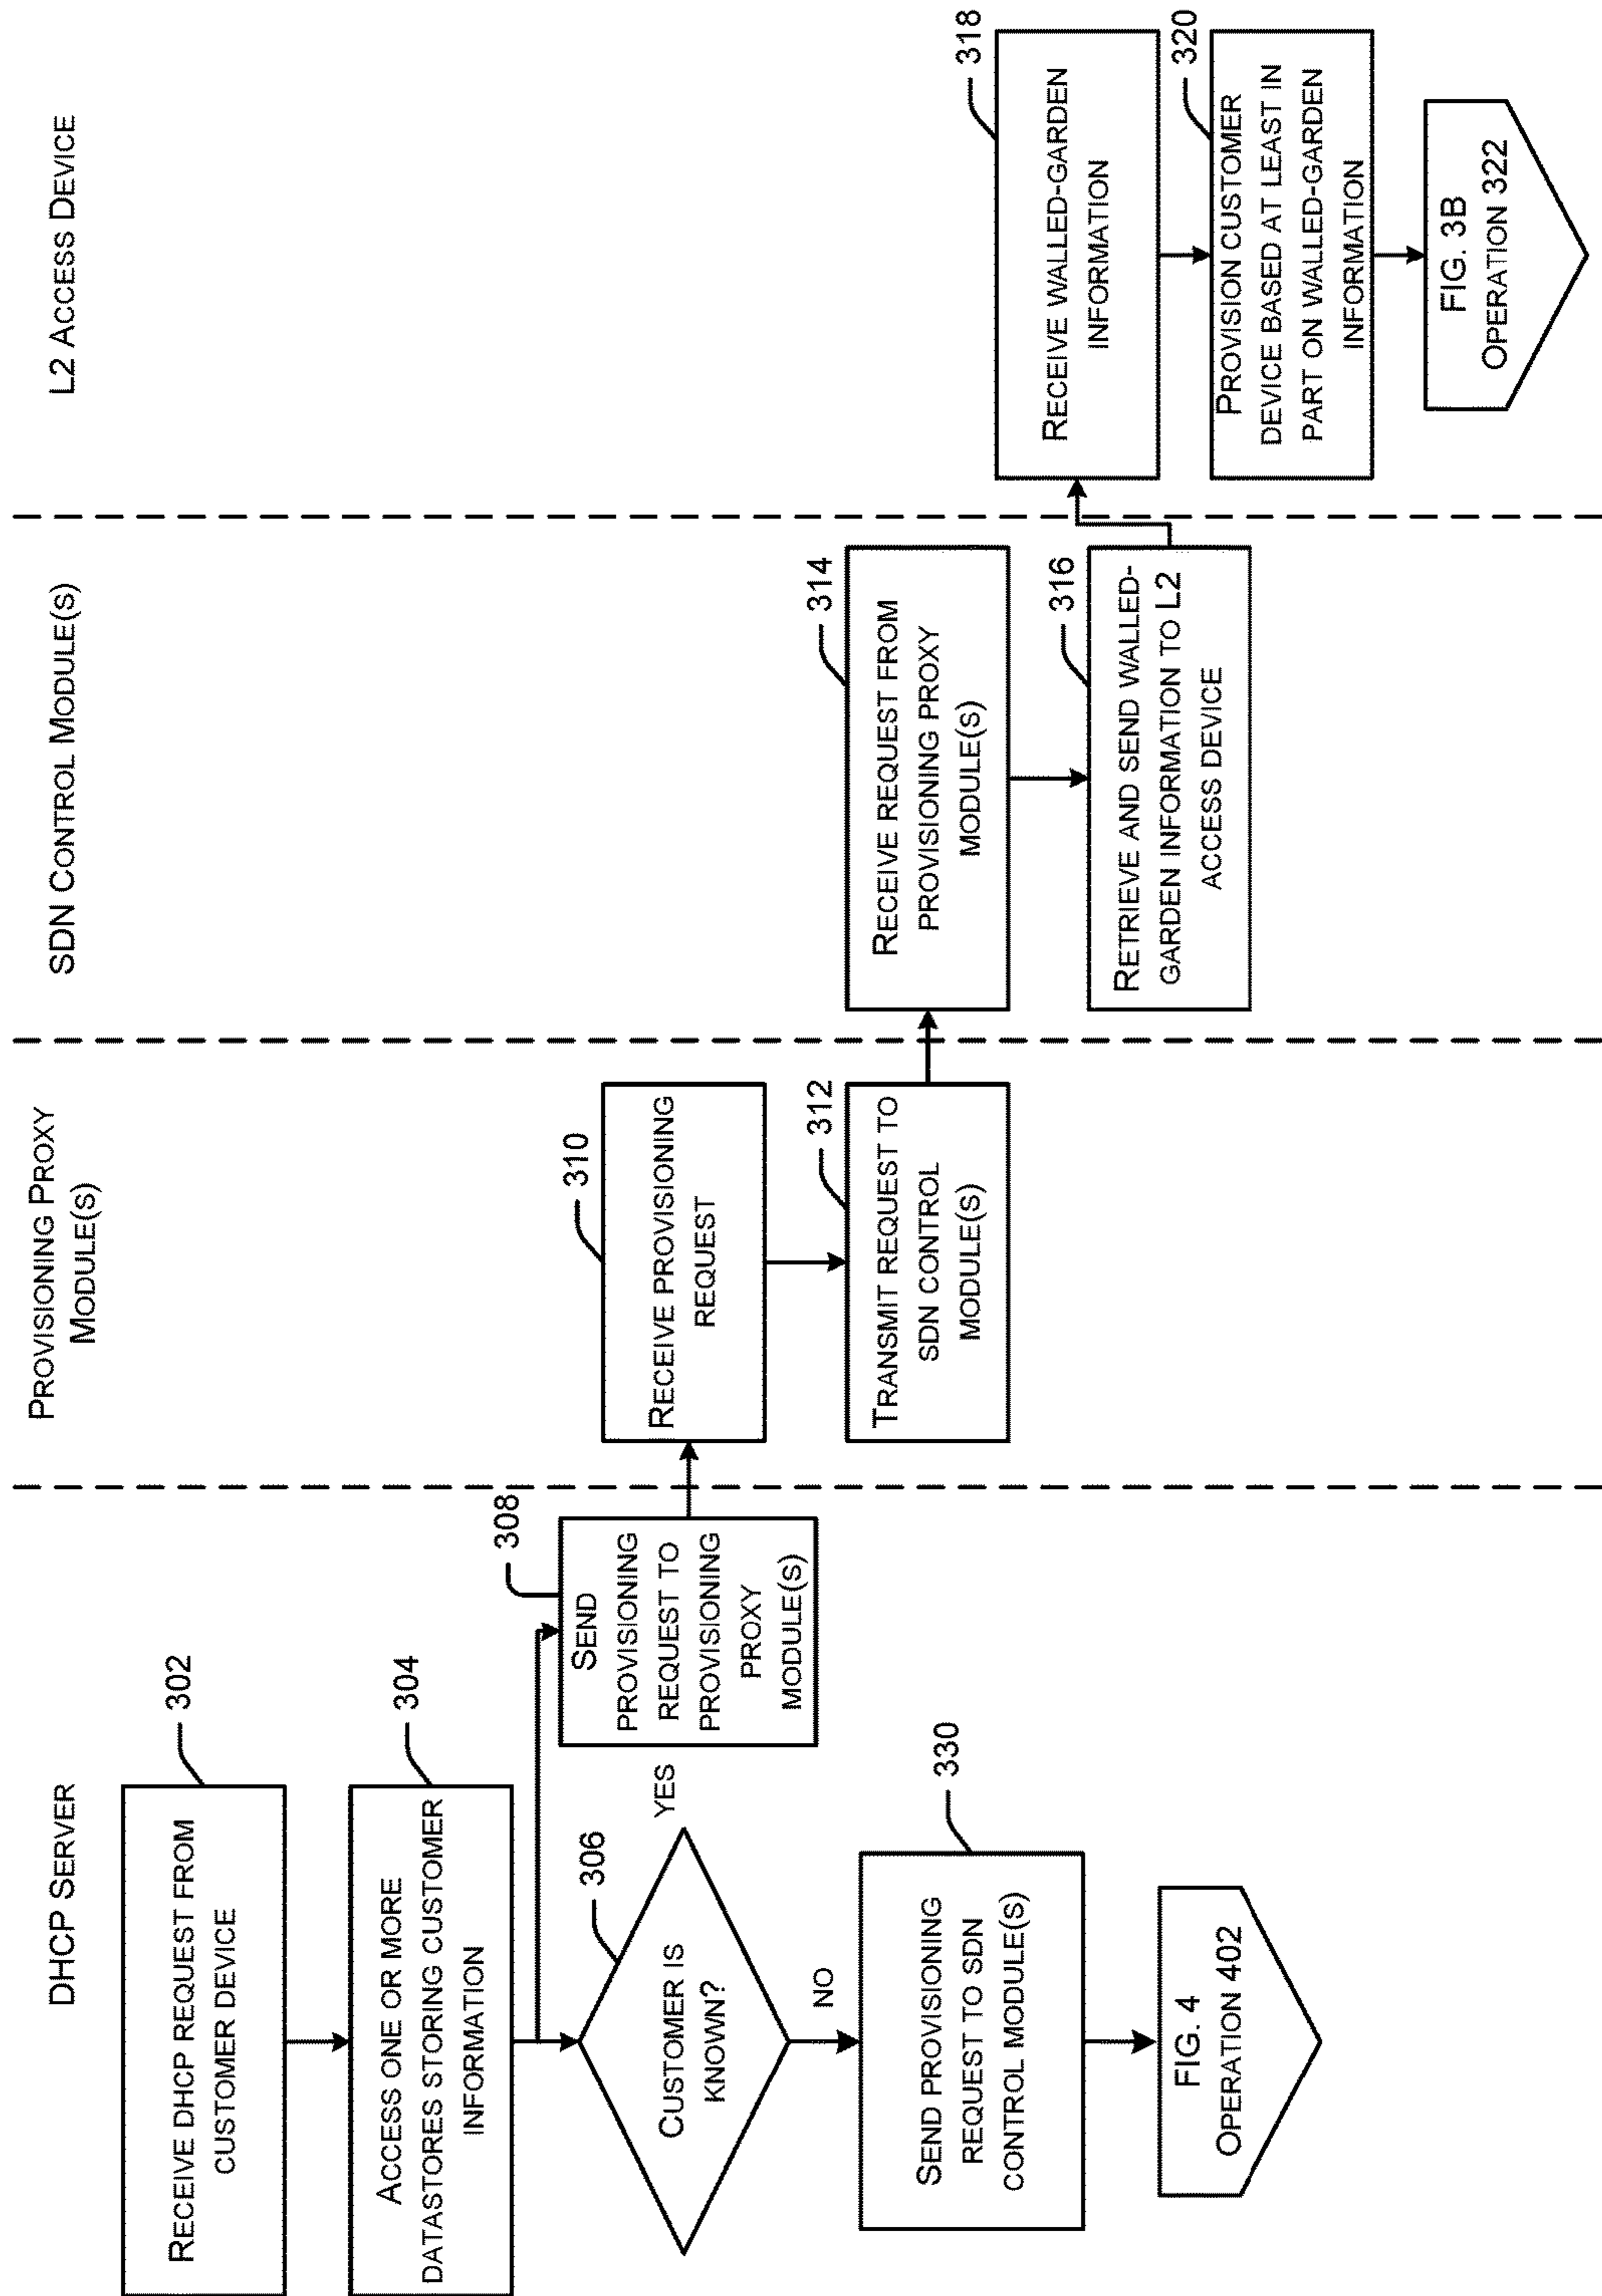 DHCP SERVER
RECEIVE DHCP REQUEST FROM
CUSTOMER DEVICE
302
ACCESS ONE OR MORE
DATASTORES STORING CUSTOMER
INFORMATION
304
CUSTOMER IS
KNOWN?
306
YES
NO
SEND
PROVISIONING
REQUEST TO
PROVISIONING
PROXY
MODULE(S)
308
SEND PROVISIONING
REQUEST TO SDN
CONTROL MODULE(S)
330
FIG. 4
OPERATION 402
PROVISIONING PROXY
MODULE(S)
RECEIVE PROVISIONING
REQUEST
310
TRANSMIT REQUEST TO
SDN CONTROL
MODULE(S)
312
SDN CONTROL MODULE(S)
RECEIVE REQUEST FROM
PROVISIONING PROXY
MODULE(S)
314
RETRIEVE AND SEND WALLED-
GARDEN INFORMATION TO L2
ACCESS DEVICE
316
L2 ACCESS DEVICE
RECEIVE WALLED-GARDEN
INFORMATION
318
PROVISION CUSTOMER
DEVICE BASED AT LEAST IN
PART ON WALLED-GARDEN
INFORMATION
320
FIG. 3B
OPERATION 322